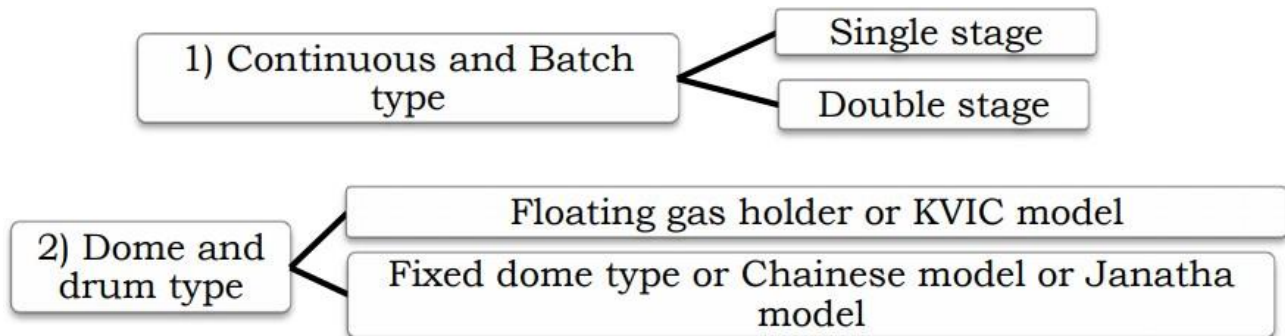 1) Continuous and Batch
type
Single stage
Double stage
2) Dome and
drum type
Floating gas holder or KVIC model
Fixed dome type or Chainese model or Janatha
model